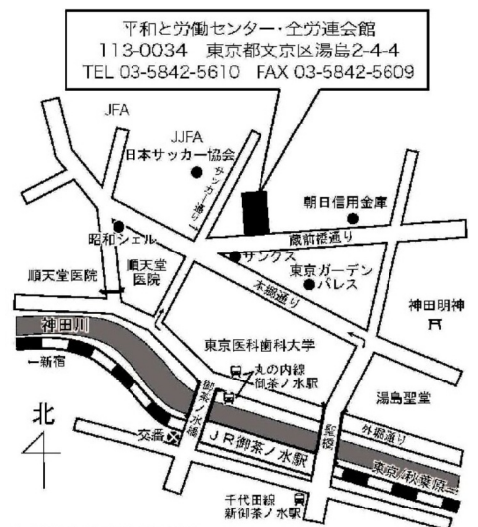 平和と労働センター・全労連会館
113-0034 東京都文京区湯島2-4-4
TEL 03-5842-5610 FAX 03-5842-5609
JFA
JJFA
日本サッカー協会
サッカー通り
朝日信用金庫
昭和シェル
蔵前橋通り
サンクス
順天堂医院
順天堂
医院
東京ガーデン
パレス
本郷通り
神田明神
神田川
東京医科歯科大学
←新宿
丸の内線
御茶ノ水駅
御茶ノ水橋
湯島聖堂
北
交番
JR御茶ノ水駅
聖橋
外堀通り
東京/秋葉原→
千代田線
新御茶ノ水駅